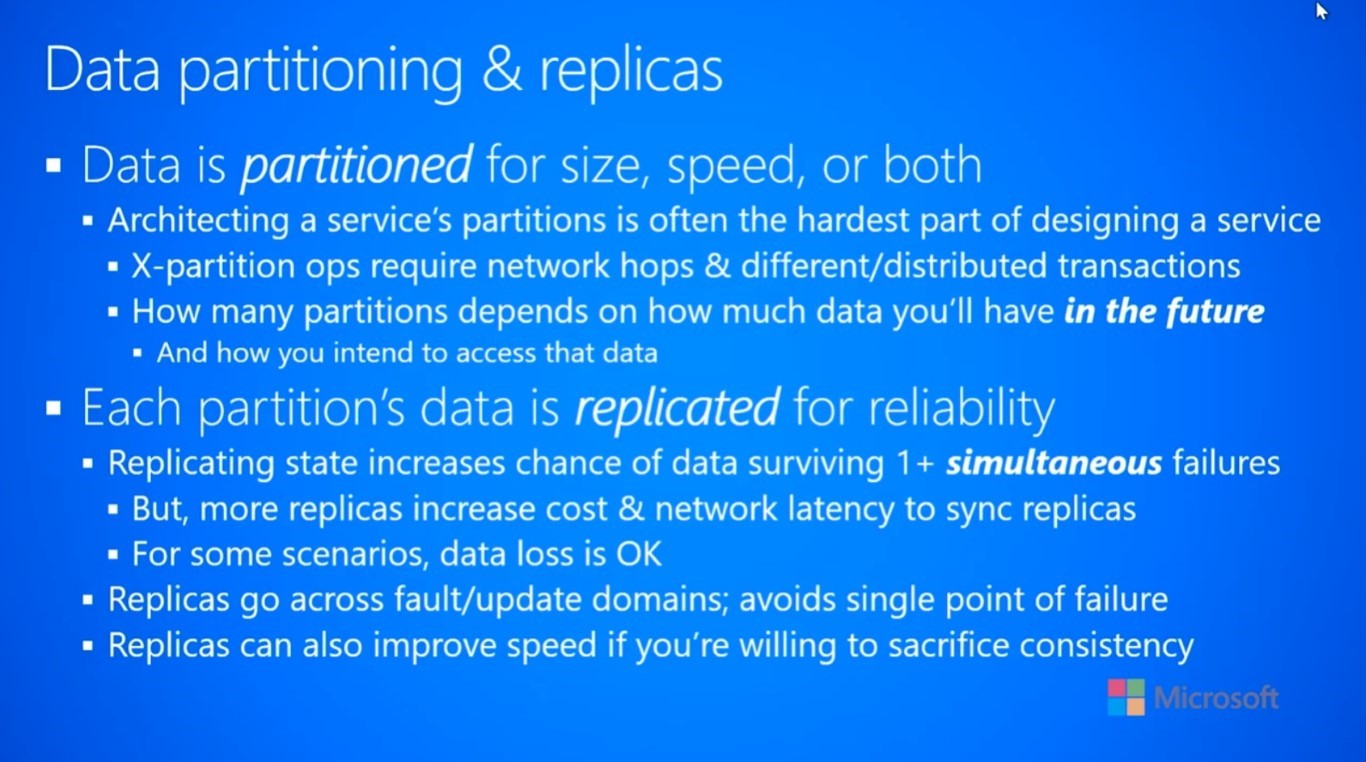 Data partitioning & replicas
▪ Data is partitioned for size, speed, or both
▪ Architecting a service's partitions is often the hardest part of designing a service
▪ X-partition ops require network hops & different/distributed transactions
▪ How many partitions depends on how much data you'll have in the future
▪ And how you intend to access that data
▪ Each partition's data is replicated for reliability
▪ Replicating state increases chance of data surviving 1+ simultaneous failures
▪ But, more replicas increase cost & network latency to sync replicas
▪ For some scenarios, data loss is OK
▪ Replicas go across fault/update domains; avoids single point of failure
▪ Replicas can also improve speed if you're willing to sacrifice consistency
Microsoft